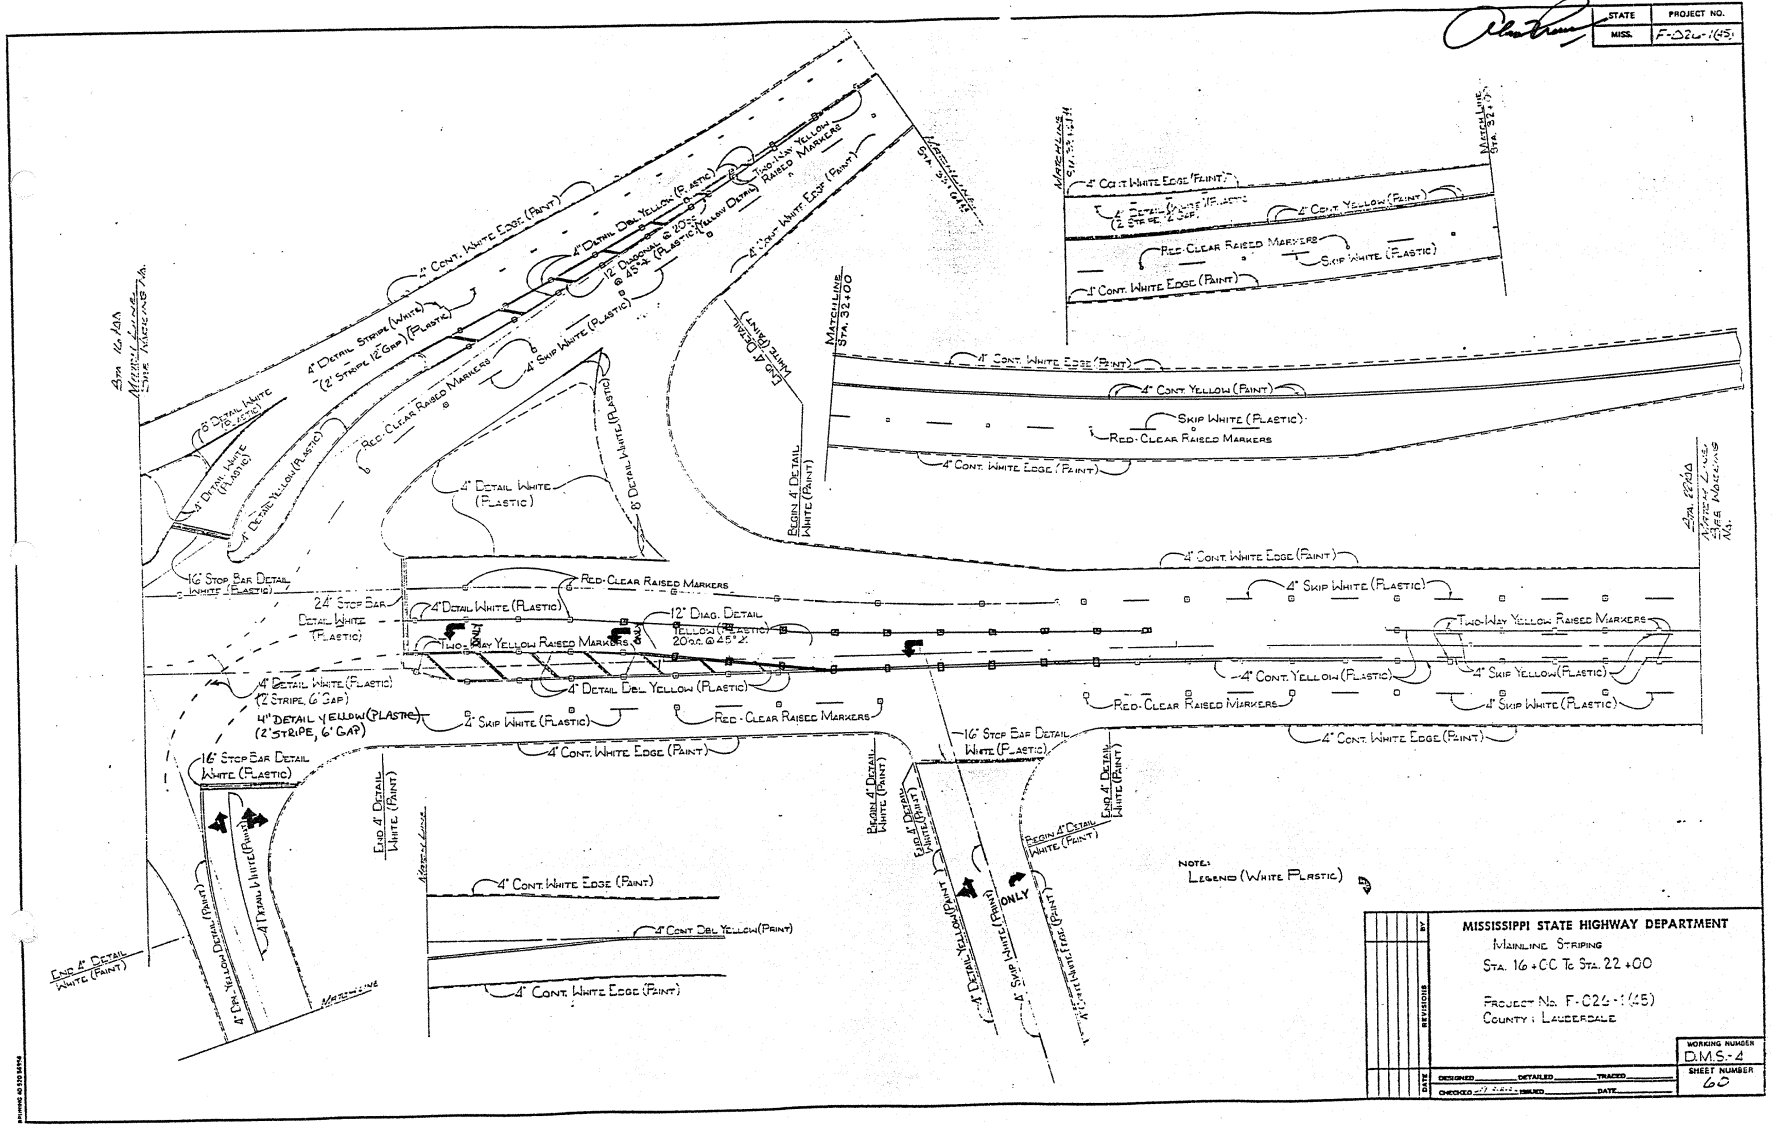 STATE
PROJECT NO.
MISS.
F-026-1(45)
MATCHLINE
STA. 32+00
4" CONT. WHITE EDGE (PAINT)
4" CONT. YELLOW (PAINT)
RED-CLEAR RAISED MARKERS
SKIP WHITE (PLASTIC)
4" CONT. WHITE EDGE (PAINT)
4" CONT. WHITE EDGE (PAINT)
4" DETAIL DBL YELLOW (PLASTIC)
TWO-WAY YELLOW
RAISED MARKERS
12" DIAGONAL @ 20'CC
@ 45° (PLASTIC) (YELLOW DETAIL)
4" CONT WHITE EDGE (PAINT)
4" DETAIL STRIPE (WHITE)
(2' STRIPE 12' GAP) (PLASTIC)
4" SKIP WHITE (PLASTIC)
RED-CLEAR RAISED MARKERS
8" DETAIL WHITE
(PLASTIC)
4" DETAIL WHITE
(PLASTIC)
4" DETAIL YELLOW (PLASTIC)
8" DETAIL WHITE (PLASTIC)
4" DETAIL WHITE
(PLASTIC)
END 4" DETAIL
WHITE (PAINT)
BEGIN 4" DETAIL
WHITE (PAINT)
MATCHLINE
STA. 32+00
4" CONT. WHITE EDGE (PAINT)
4" CONT. YELLOW (PAINT)
SKIP WHITE (PLASTIC)
RED-CLEAR RAISED MARKERS
4" CONT. WHITE EDGE (PAINT)
16" STOP BAR DETAIL
WHITE (PLASTIC)
24" STOP BAR
DETAIL WHITE
(PLASTIC)
RED-CLEAR RAISED MARKERS
4" DETAIL WHITE (PLASTIC)
12" DIAG. DETAIL
YELLOW (PLASTIC)
20'CC @ 45°
ONLY
ONLY
TWO-WAY YELLOW RAISED MARKERS
4" DETAIL DBL YELLOW (PLASTIC)
4" CONT. WHITE EDGE (PAINT)
4" SKIP WHITE (PLASTIC)
TWO-WAY YELLOW RAISED MARKERS
4" CONT. YELLOW (PLASTIC)
4" SKIP YELLOW (PLASTIC)
4" DETAIL WHITE (PLASTIC)
(2' STRIPE, 6' GAP)
4" DETAIL YELLOW (PLASTIC)
(2' STRIPE, 6' GAP)
4" SKIP WHITE (PLASTIC)
RED-CLEAR RAISED MARKERS
RED-CLEAR RAISED MARKERS
4" SKIP WHITE (PLASTIC)
4" CONT. WHITE EDGE (PAINT)
16" STOP BAR DETAIL
WHITE (PLASTIC)
4" CONT. WHITE EDGE (PAINT)
16" STOP BAR DETAIL
WHITE (PLASTIC)
END 4" DETAIL
WHITE (PAINT)
BEGIN 4" DETAIL
WHITE (PAINT)
END 4" DETAIL
WHITE (PAINT)
END 4" DETAIL
WHITE (PAINT)
BEGIN 4" DETAIL
WHITE (PAINT)
4" DETAIL WHITE (PAINT)
YELLOW DETAIL (PAINT)
END 4" DETAIL
WHITE (PAINT)
MATCHLINE
4" CONT. WHITE EDGE (PAINT)
4" CONT DBL YELLOW (PAINT)
4" CONT. WHITE EDGE (PAINT)
4" DETAIL YELLOW (PAINT)
4" SKIP WHITE (PAINT)
ONLY
NOTE:
LEGEND (WHITE PLASTIC)
MISSISSIPPI STATE HIGHWAY DEPARTMENT
MAINLINE STRIPING
STA. 16+00 TO STA. 22+00
PROJECT NO. F-026-1(45)
COUNTY: LAUDERDALE
BY
REVISIONS
DATE
WORKING NUMBER
D.M.S.-4
SHEET NUMBER
60
DESIGNED DETAILED TRACED
CHECKED ISSUED DATE